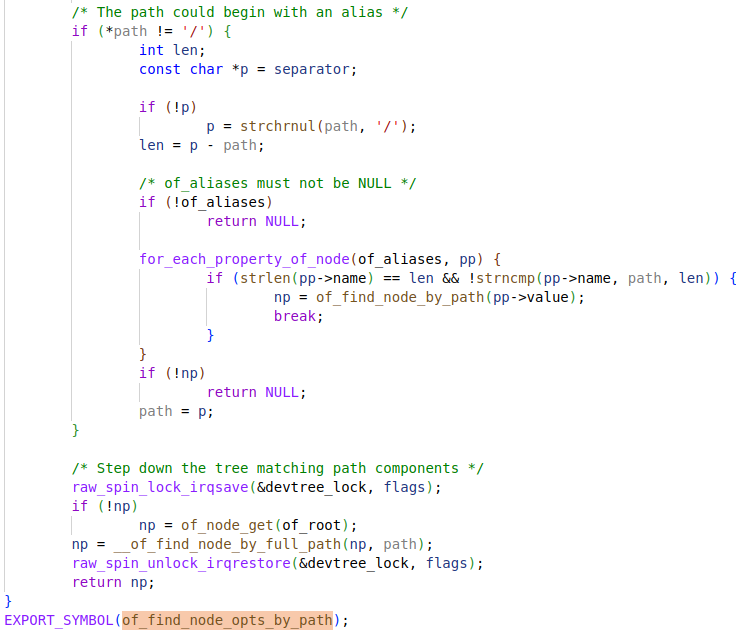 /* The path could begin with an alias */
if (*path != '/') {
int len;
const char *p = separator;
if (!p)
p = strchrnul(path, '/');
len = p - path;
/* of_aliases must not be NULL */
if (!of_aliases)
return NULL;
for_each_property_of_node(of_aliases, pp) {
if (strlen(pp->name) == len && !strncmp(pp->name, path, len)) {
np = of_find_node_by_path(pp->value);
break;
}
}
if (!np)
return NULL;
path = p;
}
/* Step down the tree matching path components */
raw_spin_lock_irqsave(&devtree_lock, flags);
if (!np)
np = of_node_get(of_root);
np = __of_find_node_by_full_path(np, path);
raw_spin_unlock_irqrestore(&devtree_lock, flags);
return np;
}
EXPORT_SYMBOL(of_find_node_opts_by_path);